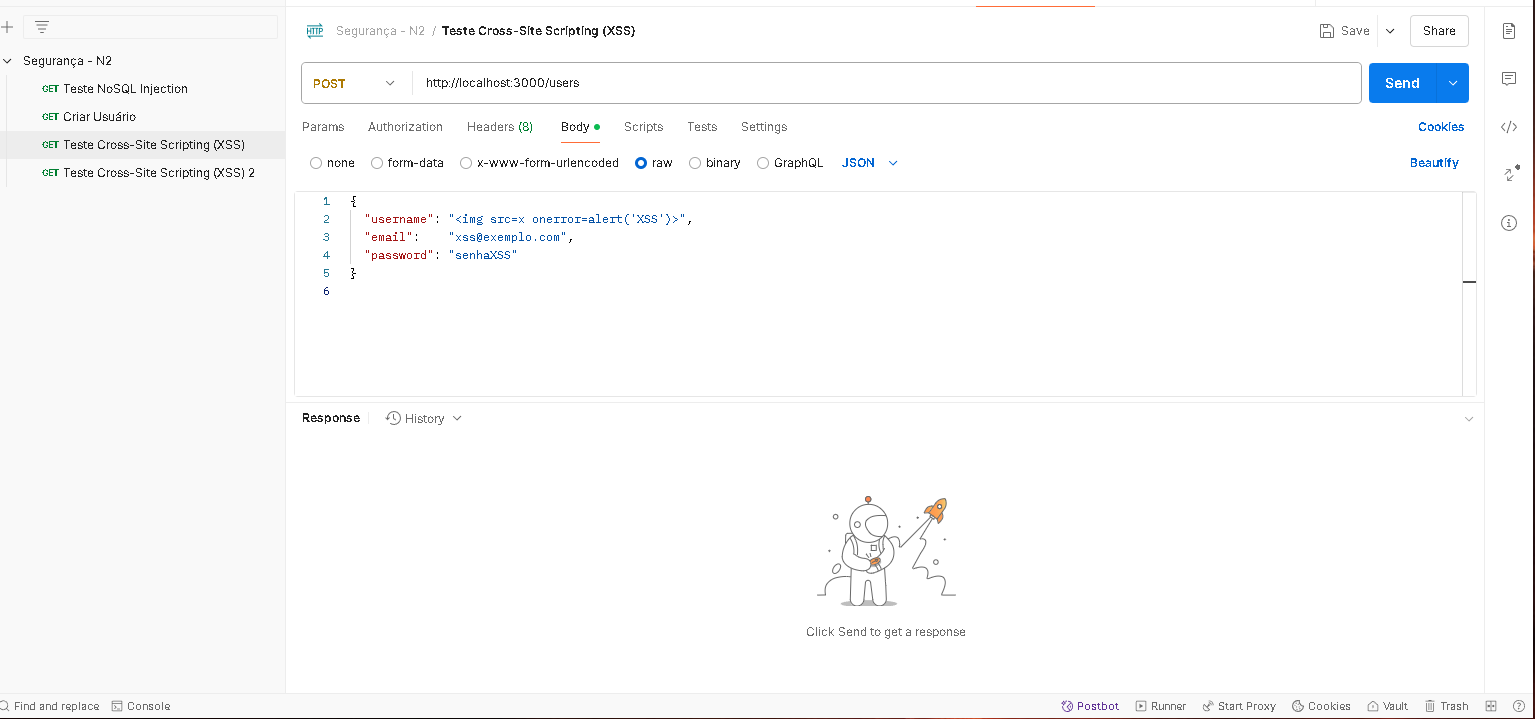 HTTP Segurança - N2 / Teste Cross-Site Scripting (XSS) Save Share
Segurança - N2
GET Teste NoSQL Injection
GET Criar Usuário
GET Teste Cross-Site Scripting (XSS)
GET Teste Cross-Site Scripting (XSS) 2
POST http://localhost:3000/users Send
Params Authorization Headers (8) Body Scripts Tests Settings Cookies
none form-data x-www-form-urlencoded raw binary GraphQL JSON Beautify
1 {
2 "username": "<img src=x onerror=alert('XSS')>",
3 "email": "xss@exemplo.com",
4 "password": "senhaXSS"
5 }
6
Response History
Click Send to get a response
Find and replace Console Postbot Runner Start Proxy Cookies Vault Trash